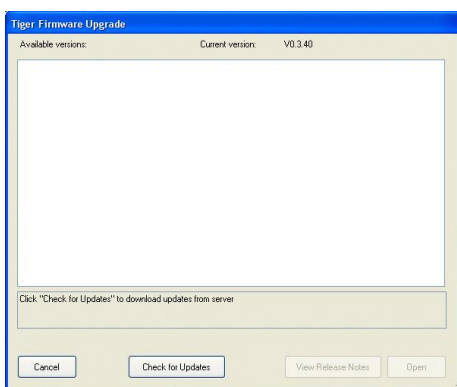 Tiger Firmware Upgrade
Available versions: Current version: V0.3.40
Click "Check for Updates" to download updates from server
Cancel Check for Updates View Release Notes Open